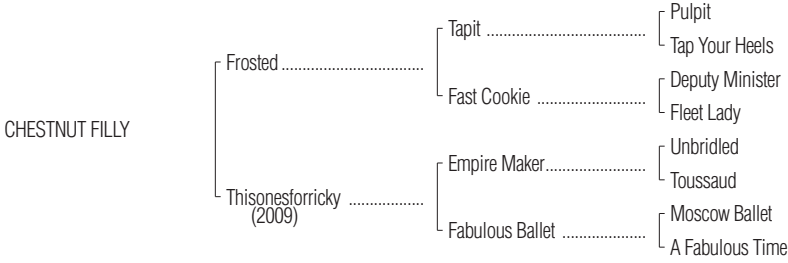 Pulpit
Tapit ....................................
Tap Your Heels
Frosted ................................
Deputy Minister
Fast Cookie ........................
Fleet Lady
CHESTNUT FILLY
Unbridled
Empire Maker.......................
Toussaud
Thisonesforricky .................
(2009)
Moscow Ballet
Fabulous Ballet ...................
A Fabulous Time